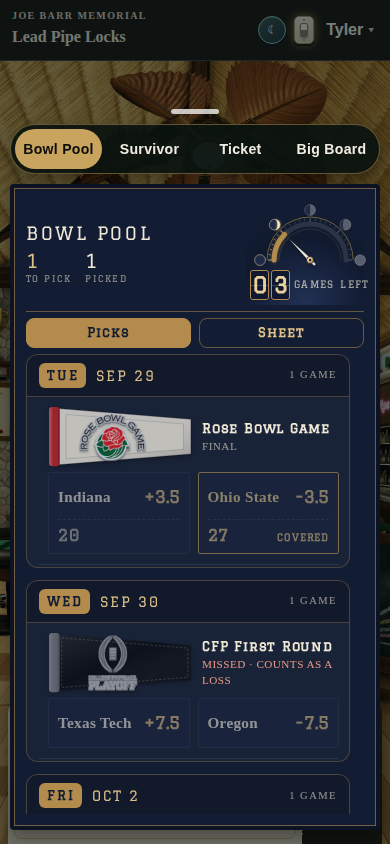 JOE BARR MEMORIAL
Lead Pipe Locks
Tyler
Bowl Pool
Survivor
Ticket
Big Board
BOWL POOL
1
1
TO PICK
PICKED
03
GAMES LEFT
PICKS
SHEET
TUE
SEP 29
1 GAME
ROSE BOWL GAME
ROSE BOWL GAME
FINAL
Indiana
+3.5
Ohio State
-3.5
20
27
COVERED
WED
SEP 30
1 GAME
PLAYOFF
CFP FIRST ROUND
MISSED · COUNTS AS A
LOSS
Texas Tech
+7.5
Oregon
-7.5
FRI
OCT 2
1 GAME